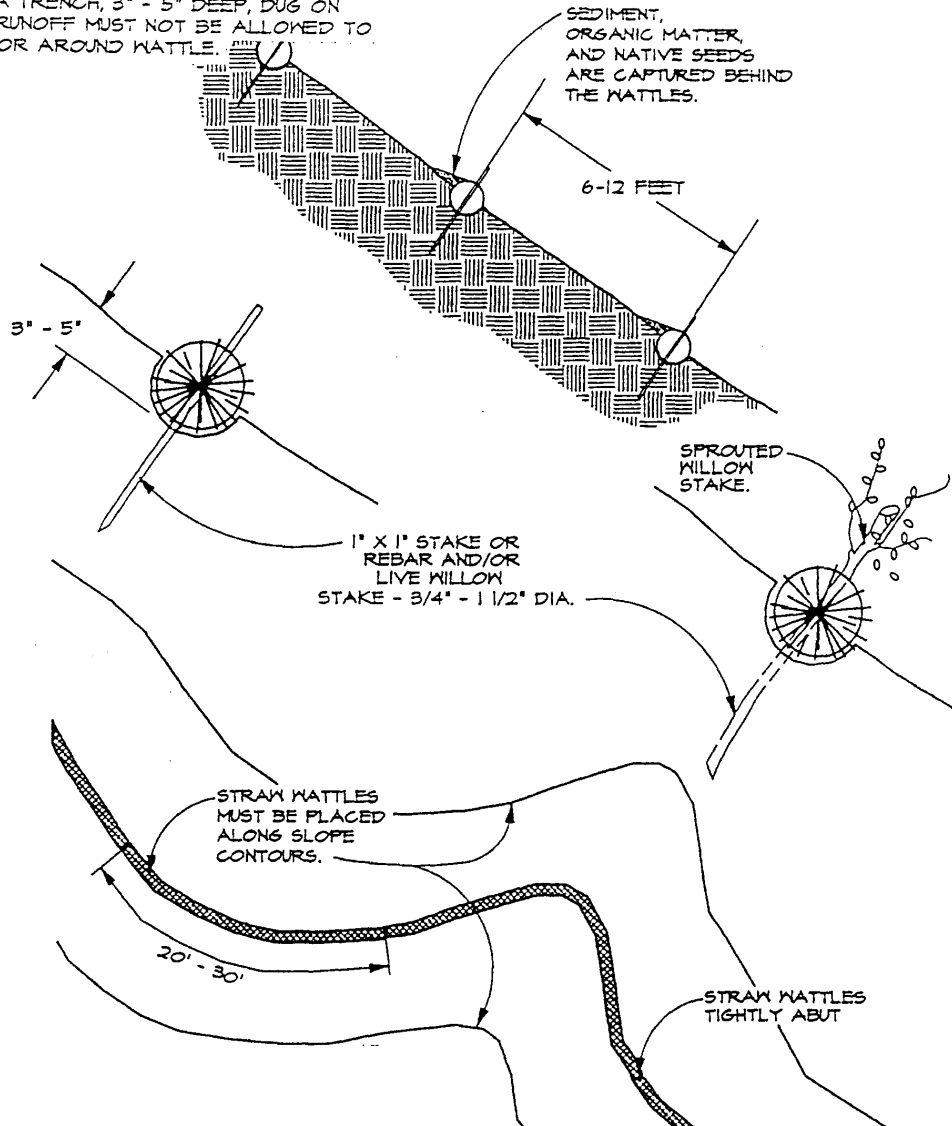 A TRENCH, 3" - 5" DEEP, DUG ON
RUNOFF MUST NOT BE ALLOWED TO
OR AROUND WATTLE.
SEDIMENT,
ORGANIC MATTER,
AND NATIVE SEEDS
ARE CAPTURED BEHIND
THE WATTLES.
6-12 FEET
3" - 5"
SPROUTED
WILLOW
STAKE.
1" X 1" STAKE OR
REBAR AND/OR
LIVE WILLOW
STAKE - 3/4" - 1 1/2" DIA.
STRAW WATTLES
MUST BE PLACED
ALONG SLOPE
CONTOURS.
20' - 30'
STRAW WATTLES
TIGHTLY ABUT